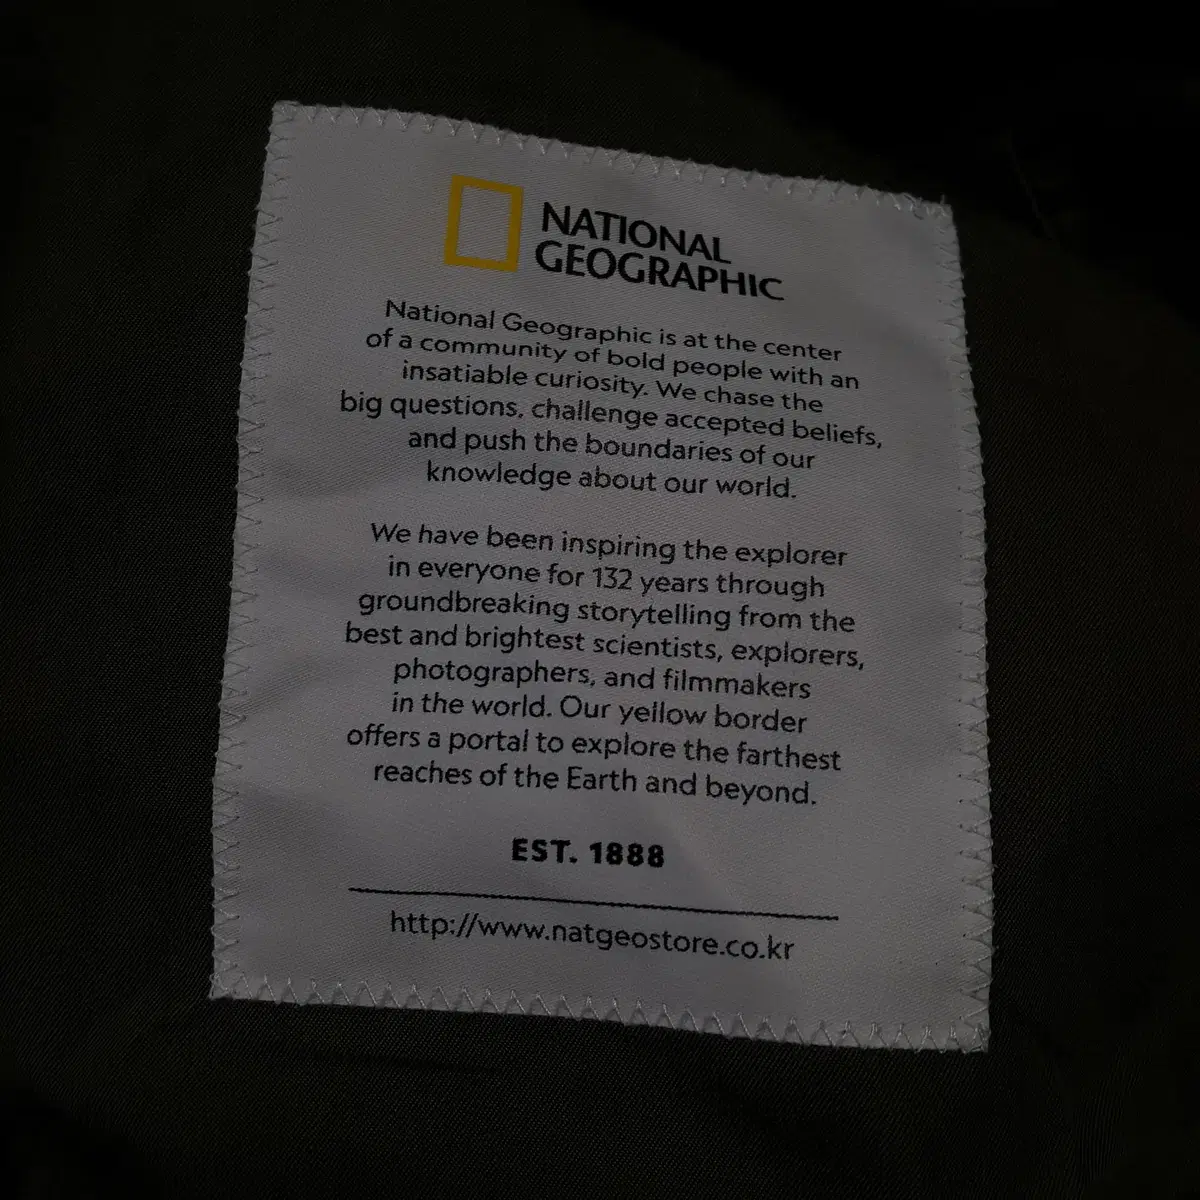 NATIONAL
GEOGRAPHIC
National Geographic is at the center
of a community of bold people with an
insatiable curiosity. We chase the
big questions, challenge accepted beliefs,
and push the boundaries of our
knowledge about our world.
We have been inspiring the explorer
in everyone for 132 years through
groundbreaking storytelling from the
best and brightest scientists, explorers,
photographers, and filmmakers
in the world. Our yellow border
offers a portal to explore the farthest
reaches of the Earth and beyond.
EST. 1888
http://www.natgeostore.co.kr